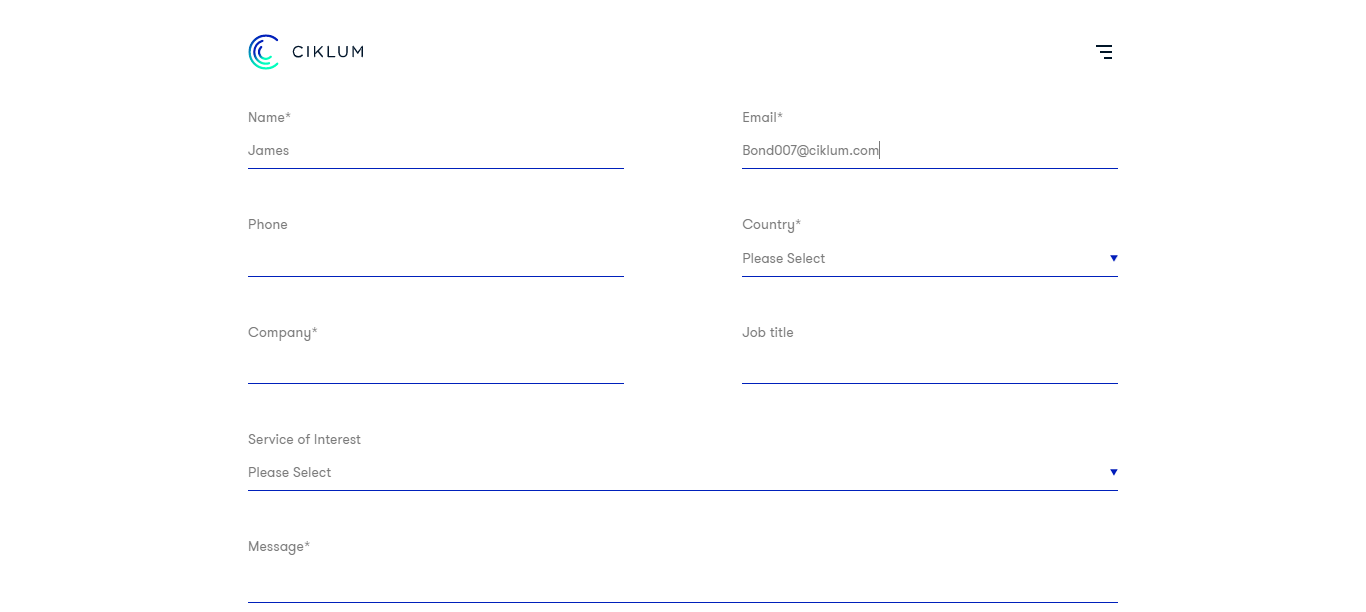 CIKLUM
Name*
Email*
James
Bond007@ciklum.com
Phone
Country*
Please Select
Company*
Job title
Service of Interest
Please Select
Message*